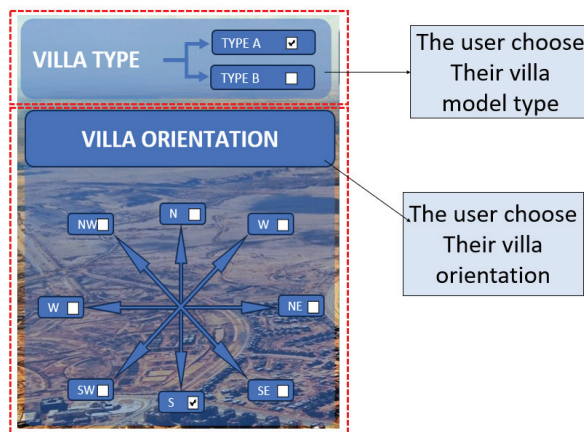 VILLA TYPE
TYPE A
TYPE B
The user choose
Their villa
model type
VILLA ORIENTATION
N
NW
W
The user choose
Their villa
orientation
W
NE
SW
S
SE